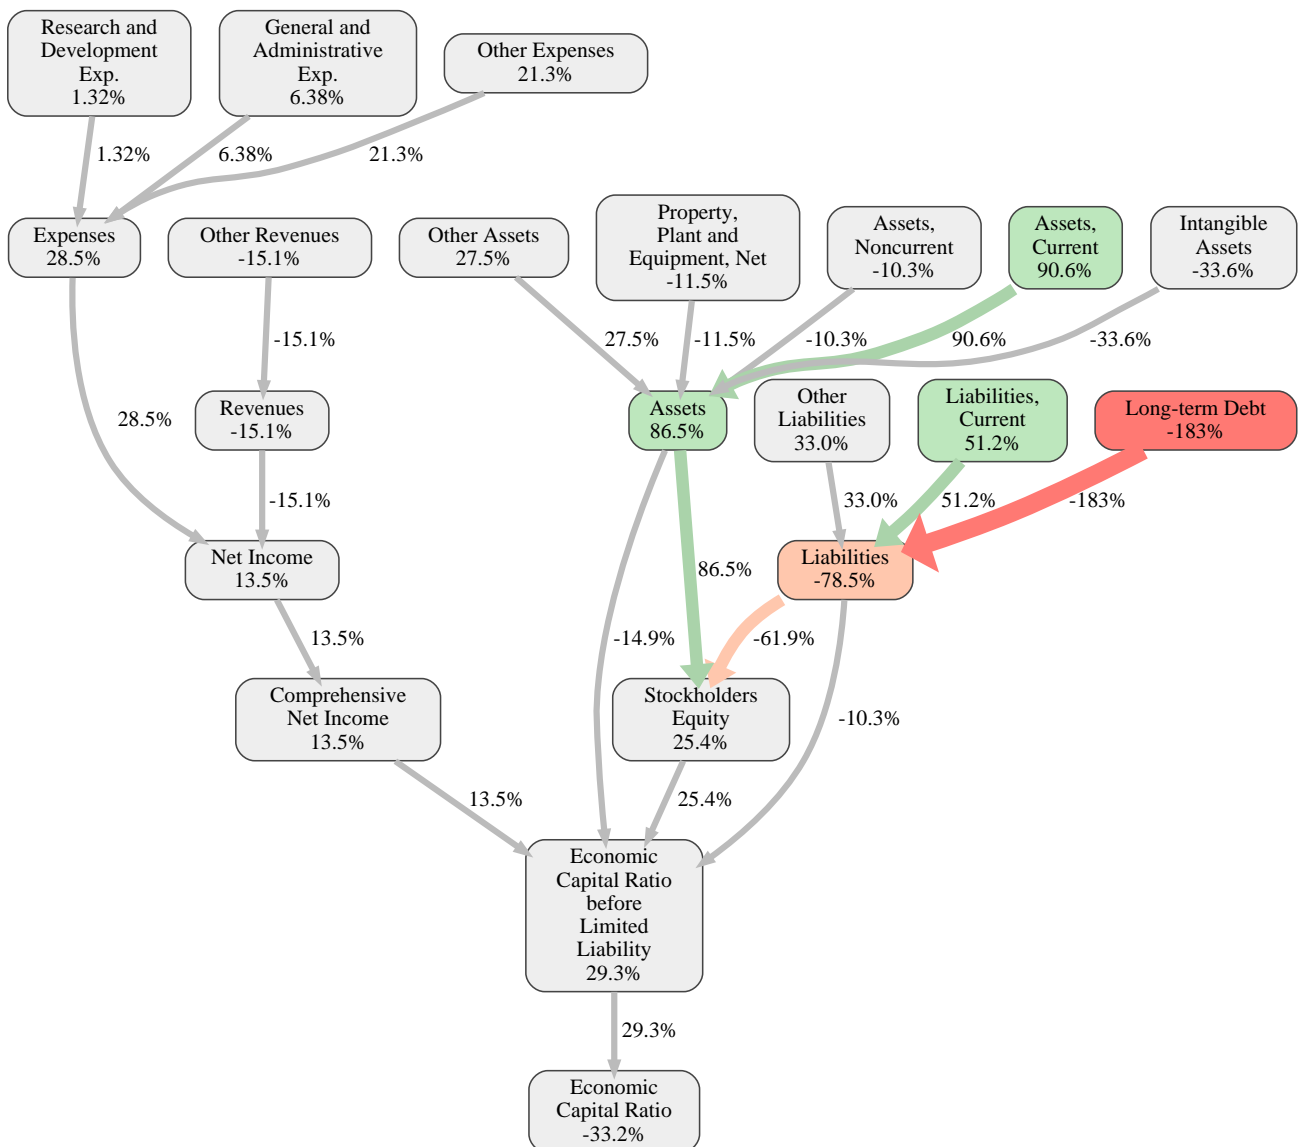 Research and
Development
Exp.
1.32%
General and
Administrative
Exp.
6.38%
Other Expenses
21.3%
1.32%
6.38%
21.3%
Expenses
28.5%
Other Revenues
-15.1%
Other Assets
27.5%
Property,
Plant and
Equipment, Net
-11.5%
Assets,
Noncurrent
-10.3%
Assets,
Current
90.6%
Intangible
Assets
-33.6%
-15.1%
27.5%
-11.5%
-10.3%
90.6%
-33.6%
28.5%
Revenues
-15.1%
Assets
86.5%
Other
Liabilities
33.0%
Liabilities,
Current
51.2%
Long-term Debt
-183%
-15.1%
33.0%
51.2%
-183%
Net Income
13.5%
86.5%
Liabilities
-78.5%
13.5%
-14.9%
-61.9%
Comprehensive
Net Income
13.5%
Stockholders
Equity
25.4%
-10.3%
13.5%
25.4%
Economic
Capital Ratio
before
Limited
Liability
29.3%
29.3%
Economic
Capital Ratio
-33.2%